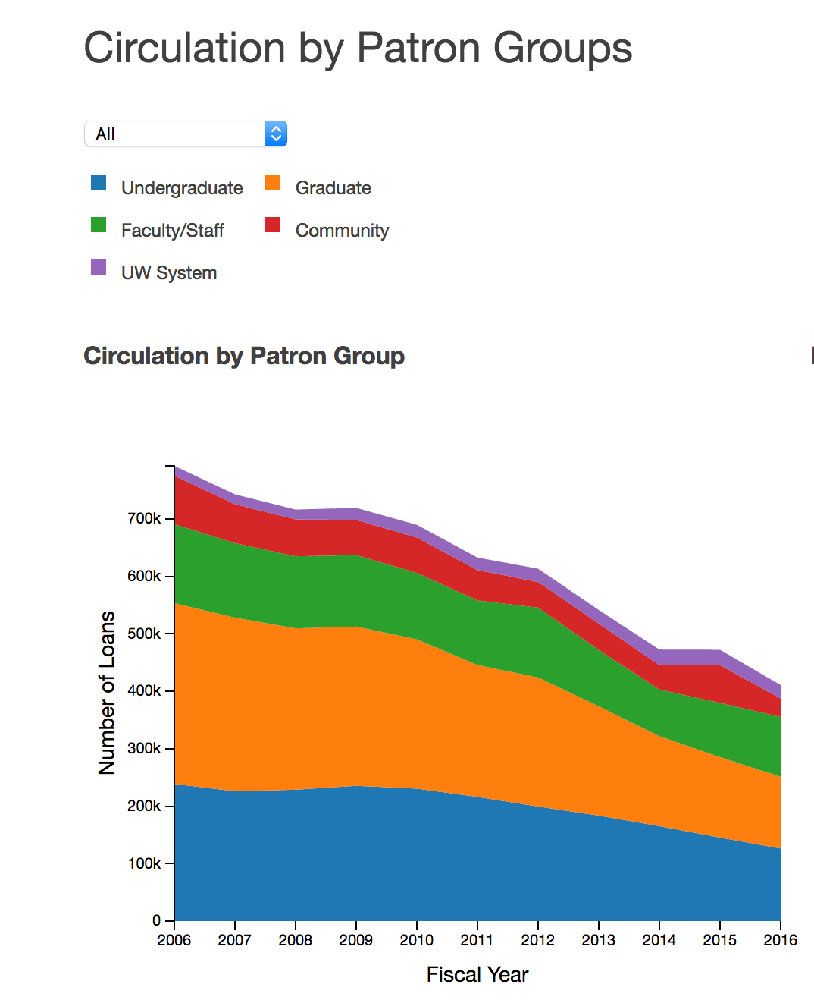 Circulation by Patron Groups
All
Undergraduate Graduate
Faculty/Staff Community
UW System
Circulation by Patron Group
700k
600k
500k
400k
300k
200k
100k
0
Number of Loans
2006 2007 2008 2009 2010 2011 2012 2013 2014 2015 2016
Fiscal Year